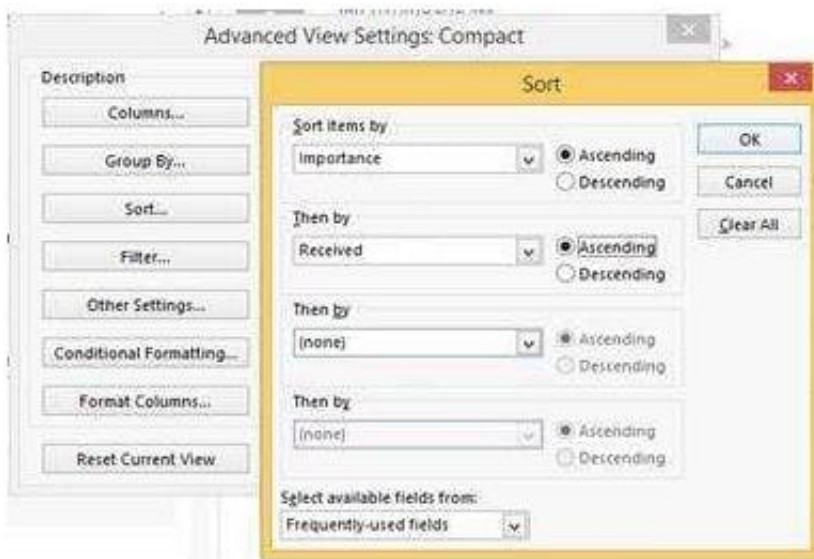 Advanced View Settings: Compact
Description
Columns...
Group By...
Sort...
Filter...
Other Settings...
Conditional Formatting...
Format Columns...
Reset Current View
Sort
Sort items by
Importance
Ascending
Descending
Then by
Received
Ascending
Descending
Then by
(none)
Ascending
Descending
Then by
(none)
Ascending
Descending
Select available fields from:
Frequently-used fields
OK
Cancel
Clear All